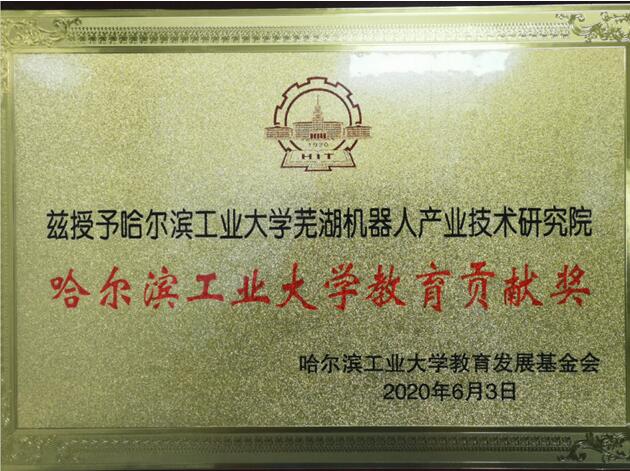 1920
HIT
兹授予哈尔滨工业大学芜湖机器人产业技术研究院
哈尔滨工业大学教育贡献奖
哈尔滨工业大学教育发展基金会
2020年6月3日